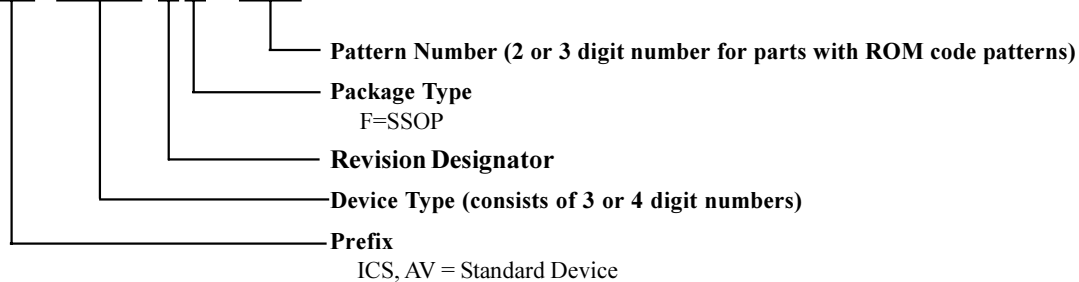 Pattern Number (2 or 3 digit number for parts with ROM code patterns)
Package Type
F=SSOP
Revision Designator
Device Type (consists of 3 or 4 digit numbers)
Prefix
ICS, AV = Standard Device